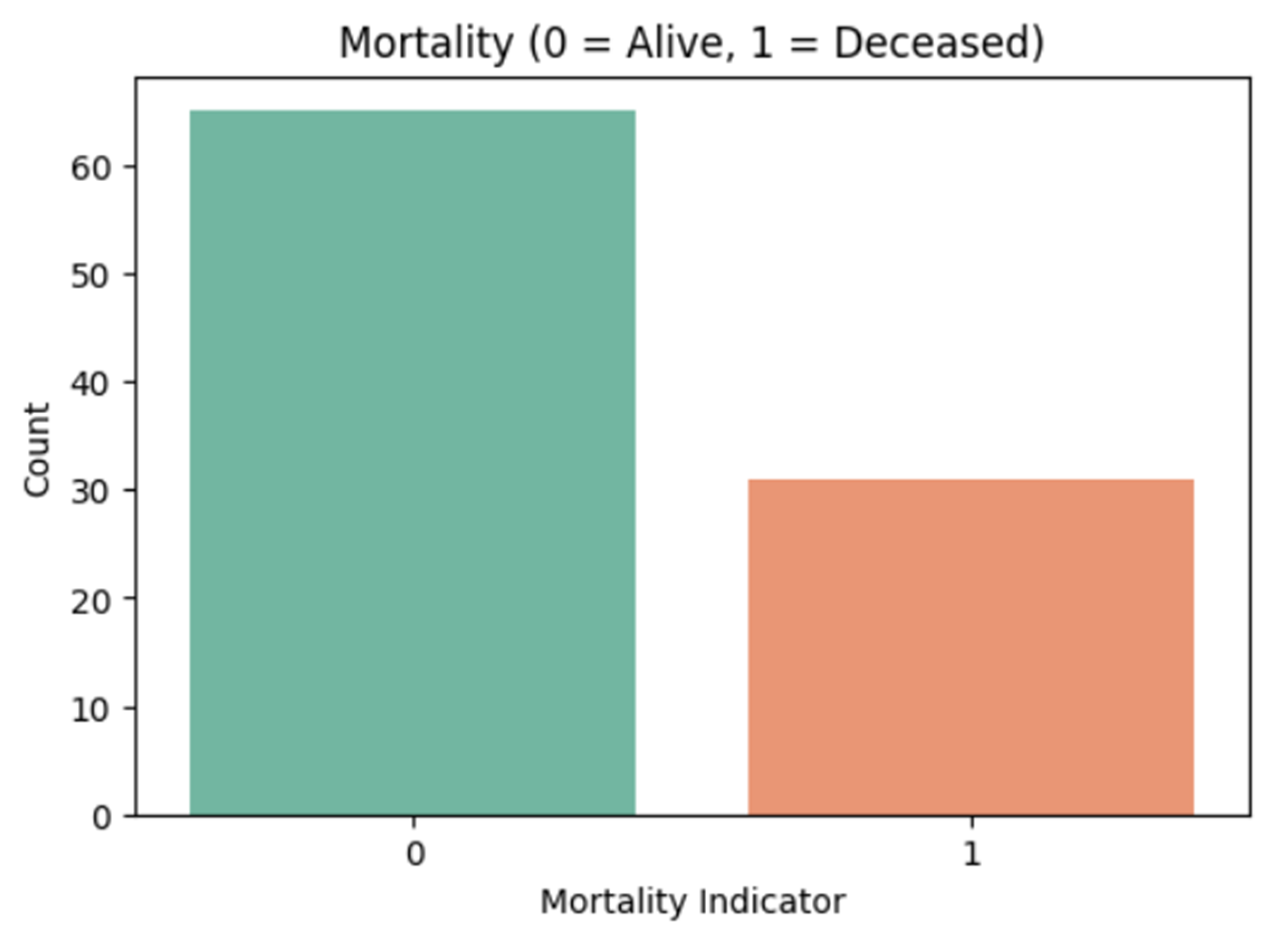 Mortality (0 = Alive, 1 = Deceased)
60
50
40
30
20
10
0
Count
0 1
Mortality Indicator